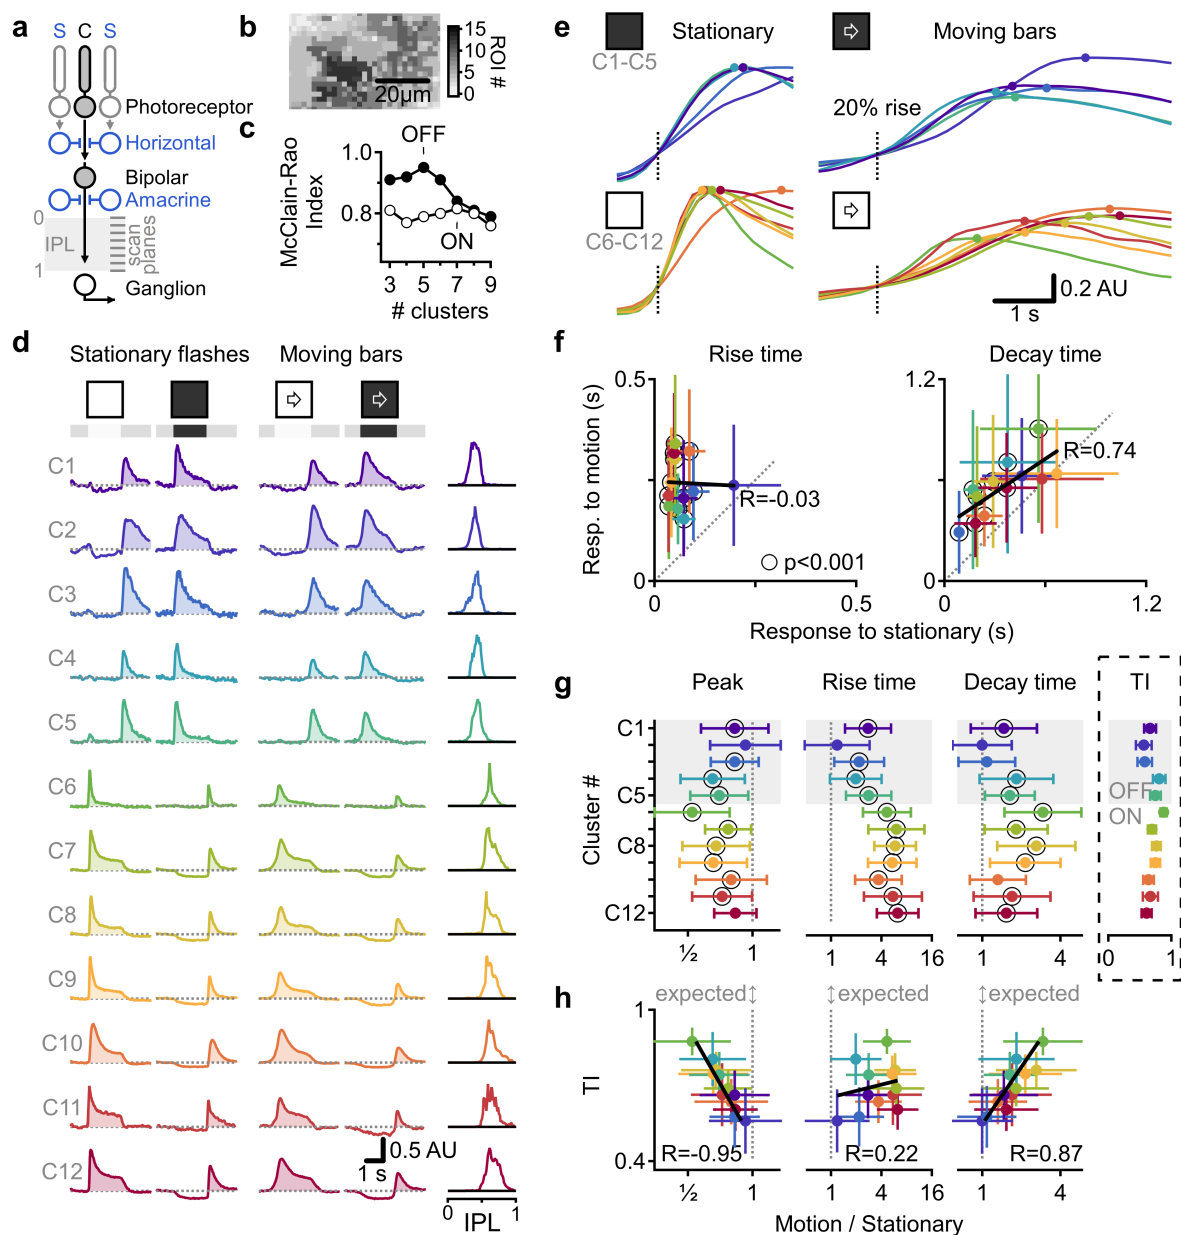 a
S C S
Photoreceptor
Horizontal
Bipolar
Amacrine
0
IPL
scan
planes
1
Ganglion
b
20µm
15
10
5
0
ROI #
c
OFF
McClain-Rao
Index
1.0
0.8
ON
3 5 7 9
# clusters
d
Stationary flashes Moving bars
C1
C2
C3
C4
C5
C6
C7
C8
C9
C10
C11
C12
0.5 AU
1 s
0 1
IPL
e
Stationary Moving bars
C1-C5
20% rise
C6-C12
0.2 AU
1 s
f
Rise time Decay time
Resp. to motion (s)
0.5
R=-0.03
p<0.001
0
0 0.5
1.2
R=0.74
0
0 1.2
Response to stationary (s)
g
Peak Rise time Decay time TI
Cluster #
C1
C5
C8
C12
OFF
ON
½ 1 1 4 16 1 4 0 1
h
expected expected expected
TI
1
0.4
R=-0.95 R=0.22 R=0.87
½ 1 1 4 16 1 4
Motion / Stationary